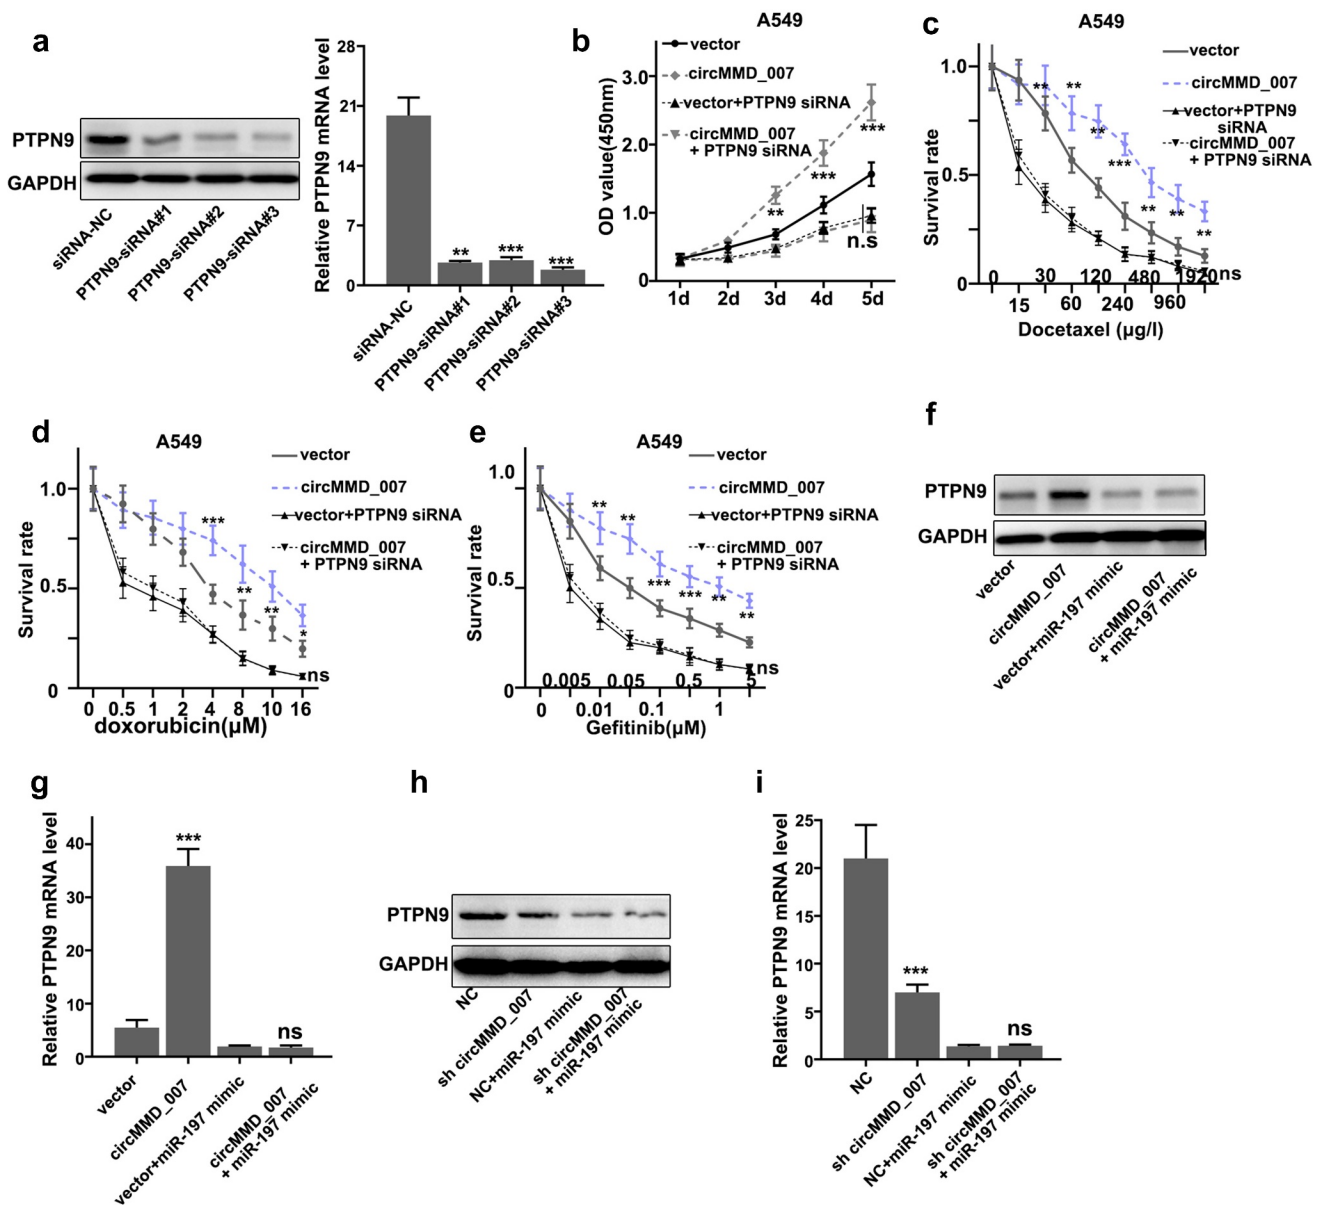 a
PTPN9
GAPDH
siRNA-NC
PTPN9-siRNA#1
PTPN9-siRNA#2
PTPN9-siRNA#3
Relative PTPN9 mRNA level
28
21
14
7
0
**
***
***
siRNA-NC
PTPN9-siRNA#1
PTPN9-siRNA#2
PTPN9-siRNA#3
b
A549
vector
circMMD_007
vector+PTPN9 siRNA
circMMD_007
+ PTPN9 siRNA
OD value(450nm)
3.0
2.0
1.0
0
**
***
***
n.s
1d 2d 3d 4d 5d
c
A549
vector
circMMD_007
vector+PTPN9
siRNA
circMMD_007
+ PTPN9 siRNA
Survival rate
1.0
0.5
0
**
**
**
***
**
**
**
ns
0 30 120 480 1920
15 60 240 960
Docetaxel (µg/l)
d
A549
vector
circMMD_007
vector+PTPN9 siRNA
circMMD_007
+ PTPN9 siRNA
Survival rate
1.0
0.5
0
***
**
**
*
ns
0 0.5 1 2 4 8 10 16
doxorubicin(µM)
e
A549
vector
circMMD_007
vector+PTPN9 siRNA
circMMD_007
+ PTPN9 siRNA
Survival rate
1.0
0.5
0
**
**
***
***
**
**
ns
0.005 0.05 0.5 5
0 0.01 0.1 1
Gefitinib(µM)
f
PTPN9
GAPDH
vector
circMMD_007
vector+miR-197 mimic
circMMD_007
+ miR-197 mimic
g
Relative PTPN9 mRNA level
40
30
20
10
0
***
ns
vector
circMMD_007
vector+miR-197 mimic
circMMD_007
+ miR-197 mimic
h
PTPN9
GAPDH
NC
sh circMMD_007
NC+miR-197 mimic
sh circMMD_007
+ miR-197 mimic
i
Relative PTPN9 mRNA level
25
20
15
10
5
0
***
ns
NC
sh circMMD_007
NC+miR-197 mimic
sh circMMD_007
+ miR-197 mimic